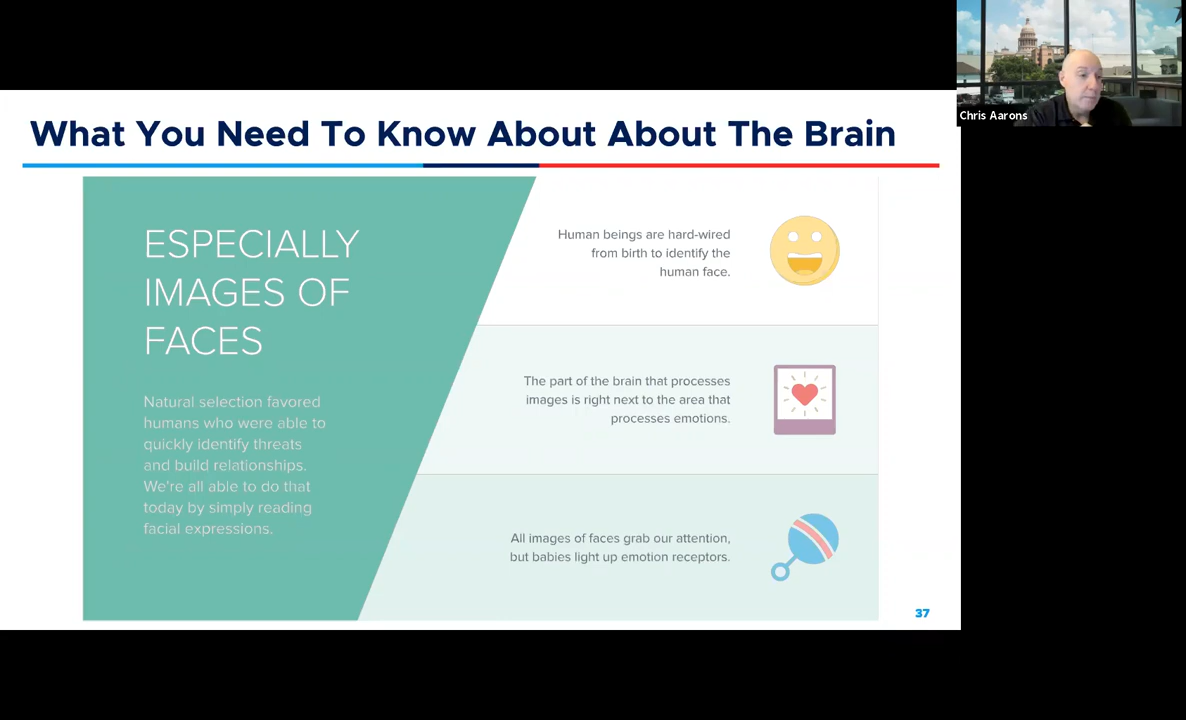 What You Need To Know About About The Brain
ESPECIALLY
IMAGES OF
FACES
Natural selection favored
humans who were able to
quickly identify threats
and build relationships.
We're all able to do that
today by simply reading
facial expressions.
Human beings are hard-wired
from birth to identify the
human face.
The part of the brain that processes
images is right next to the area that
processes emotions.
All images of faces grab our attention,
but babies light up emotion receptors.
37
Chris Aarons